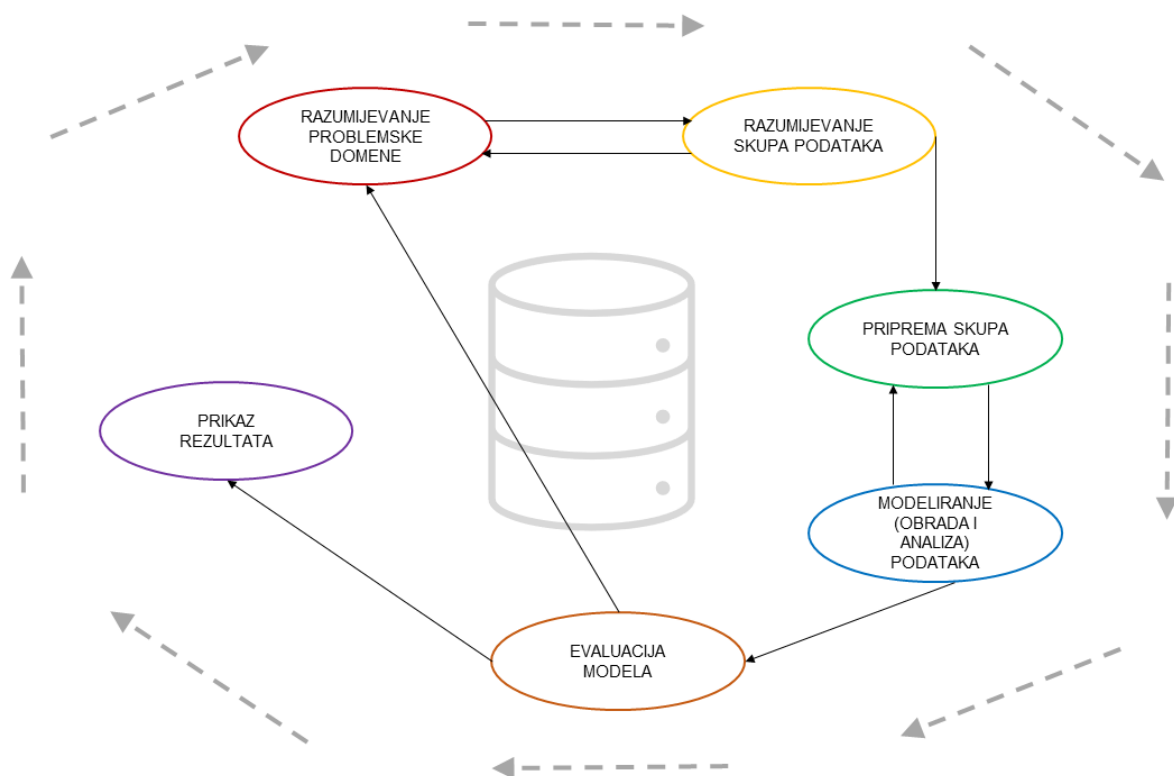 RAZUMIJEVANJE
PROBLEMSKE
DOMENE
RAZUMIJEVANJE
SKUPA PODATAKA
PRIPREMA SKUPA
PODATAKA
MODELIRANJE
(OBRADA I
ANALIZA)
PODATAKA
EVALUACIJA
MODELA
PRIKAZ
REZULTATA